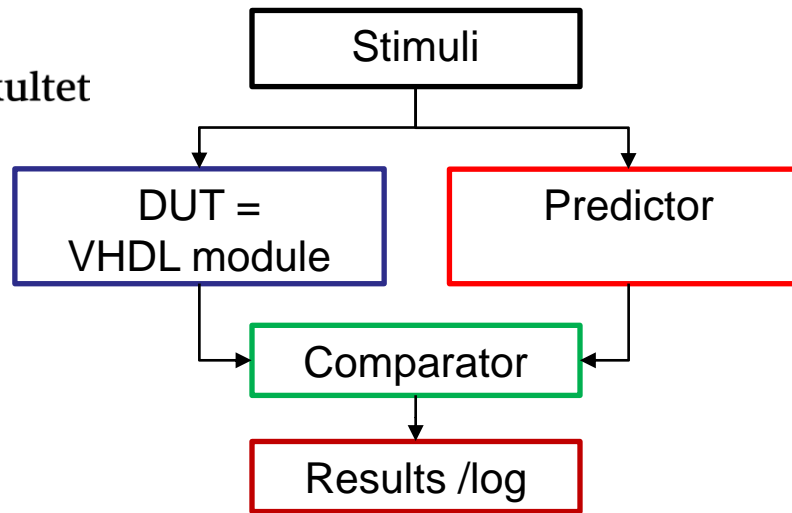 Stimuli
kultet
DUT =
VHDL module
Predictor
Comparator
Results /log